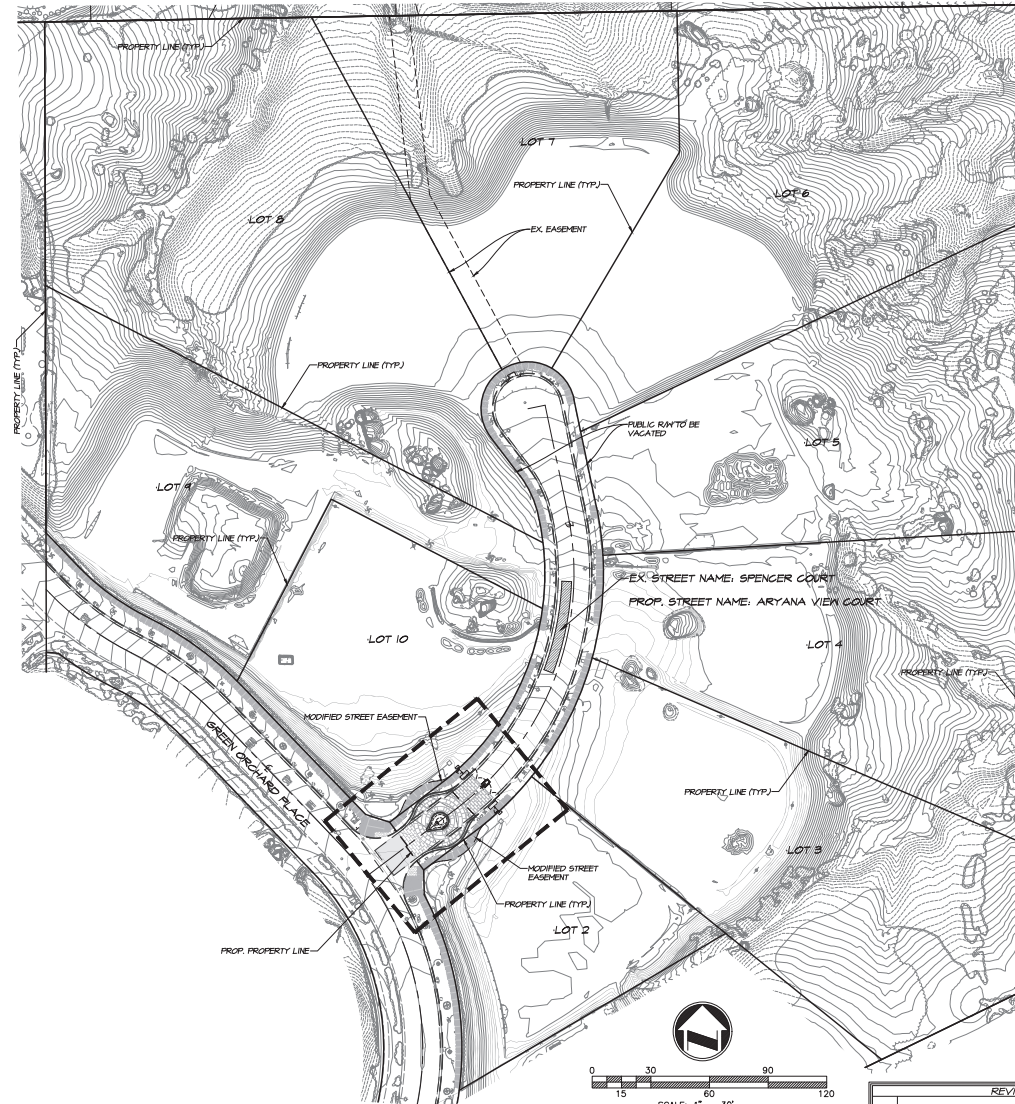 PROPERTY LINE (TYP.)
LOT 7
PROPERTY LINE (TYP.)
LOT 6
LOT 8
EX. EASEMENT
PROPERTY LINE (TYP.)
PROPERTY LINE (TYP.)
PUBLIC R/W TO BE
VACATED
LOT 5
LOT 9
PROPERTY LINE (TYP.)
EX. STREET NAME: SPENCER COURT
PROP. STREET NAME: ARYANA VIEW COURT
LOT 10
LOT 4
PROPERTY LINE (TYP.)
MODIFIED STREET EASEMENT
GREEN ORCHARD PLACE
PROPERTY LINE (TYP.)
LOT 3
MODIFIED STREET
EASEMENT
PROPERTY LINE (TYP.)
LOT 2
PROP. PROPERTY LINE
0 30 90
15 60 120
SCALE: 1" = 30'
REVI